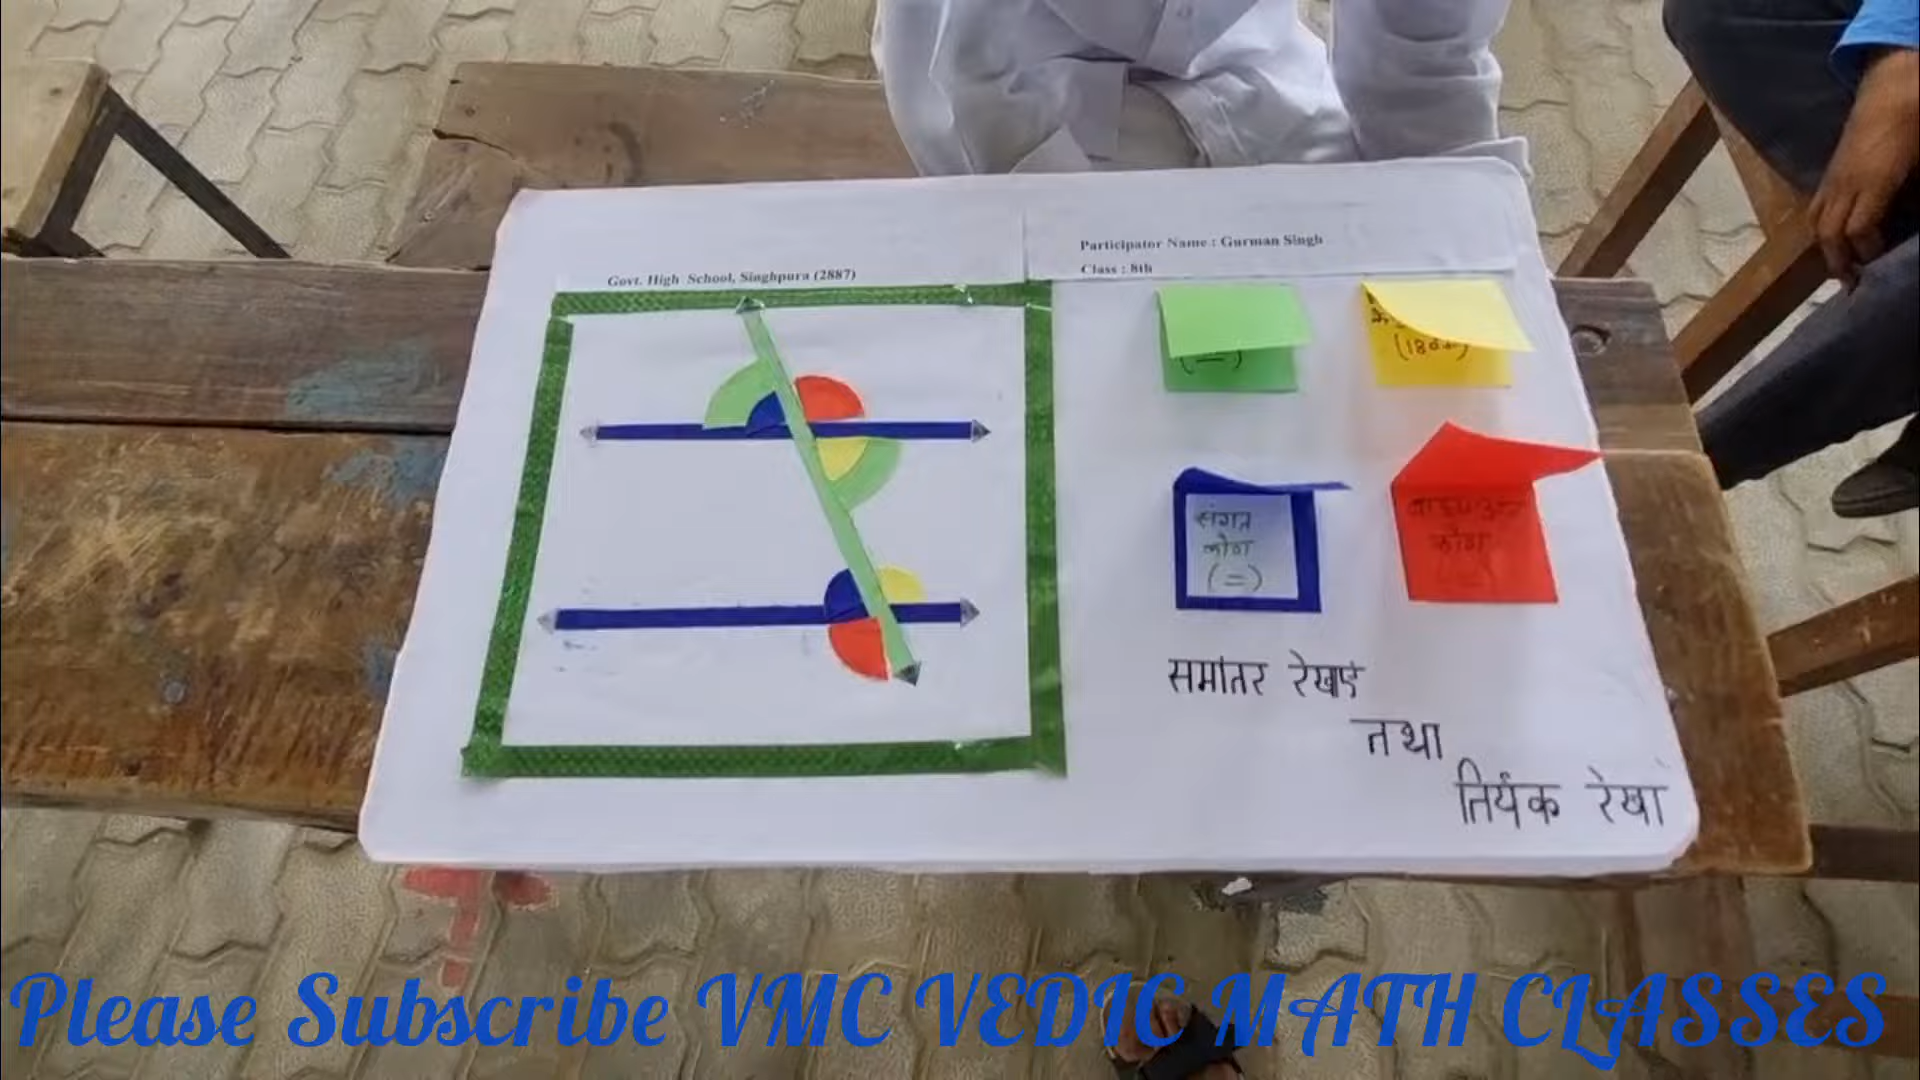 Participator Name : Gurman Singh
Govt. High School, Singhpura (2887)
Class : 8th
संगत
कोण
(=)
कोण
समांतर रेखाएं
तथा
तिर्यक रेखा
Please Subscribe VMC VEDIC MATH CLASSES